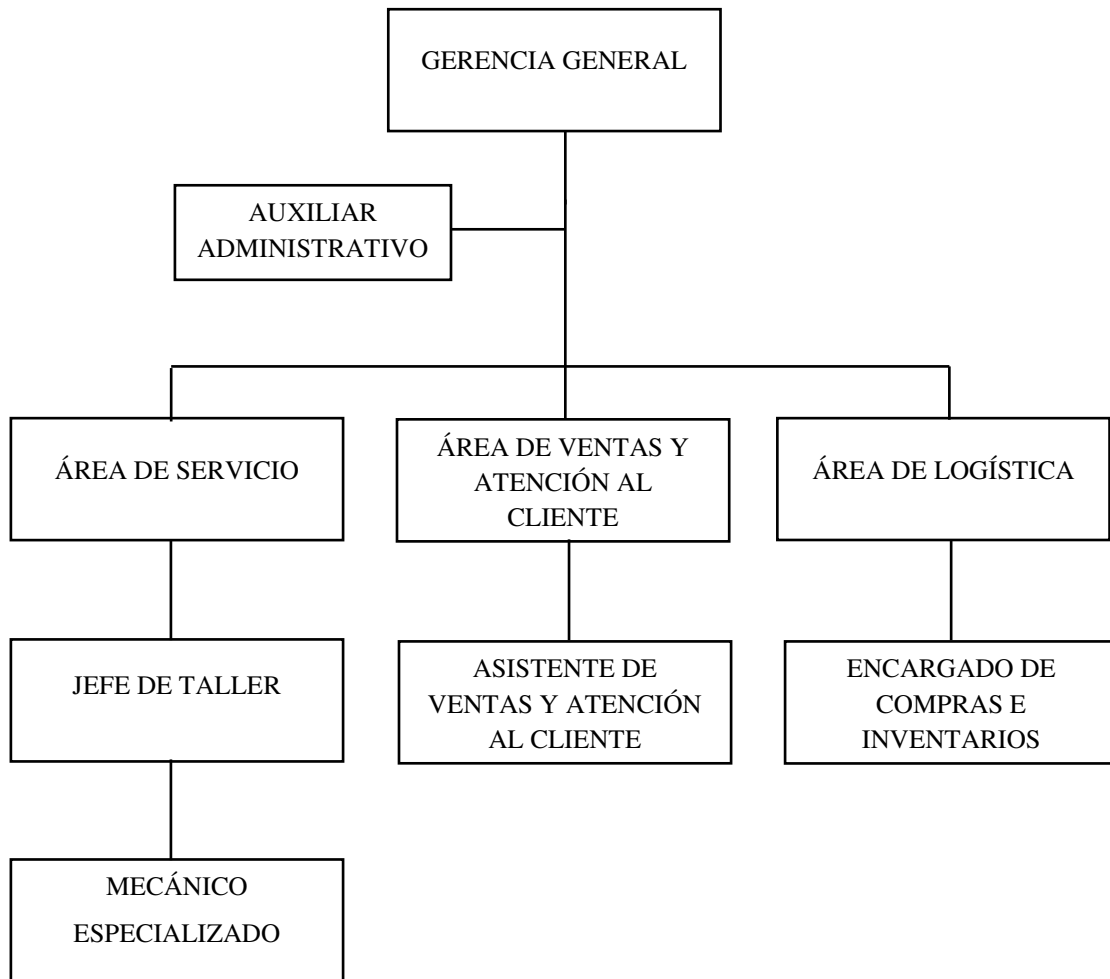 GERENCIA GENERAL
AUXILIAR
ADMINISTRATIVO
ÁREA DE SERVICIO
ÁREA DE VENTAS Y
ATENCIÓN AL
CLIENTE
ÁREA DE LOGÍSTICA
JEFE DE TALLER
ASISTENTE DE
VENTAS Y ATENCIÓN
AL CLIENTE
ENCARGADO DE
COMPRAS E
INVENTARIOS
MECÁNICO
ESPECIALIZADO